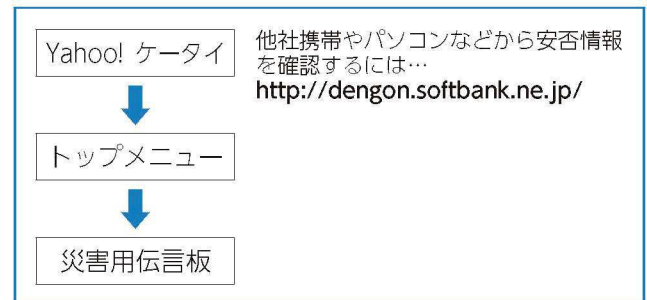 Yahoo! ケータイ
トップメニュー
災害用伝言板
他社携帯やパソコンなどから安否情報
を確認するには…
http://dengon.softbank.ne.jp/